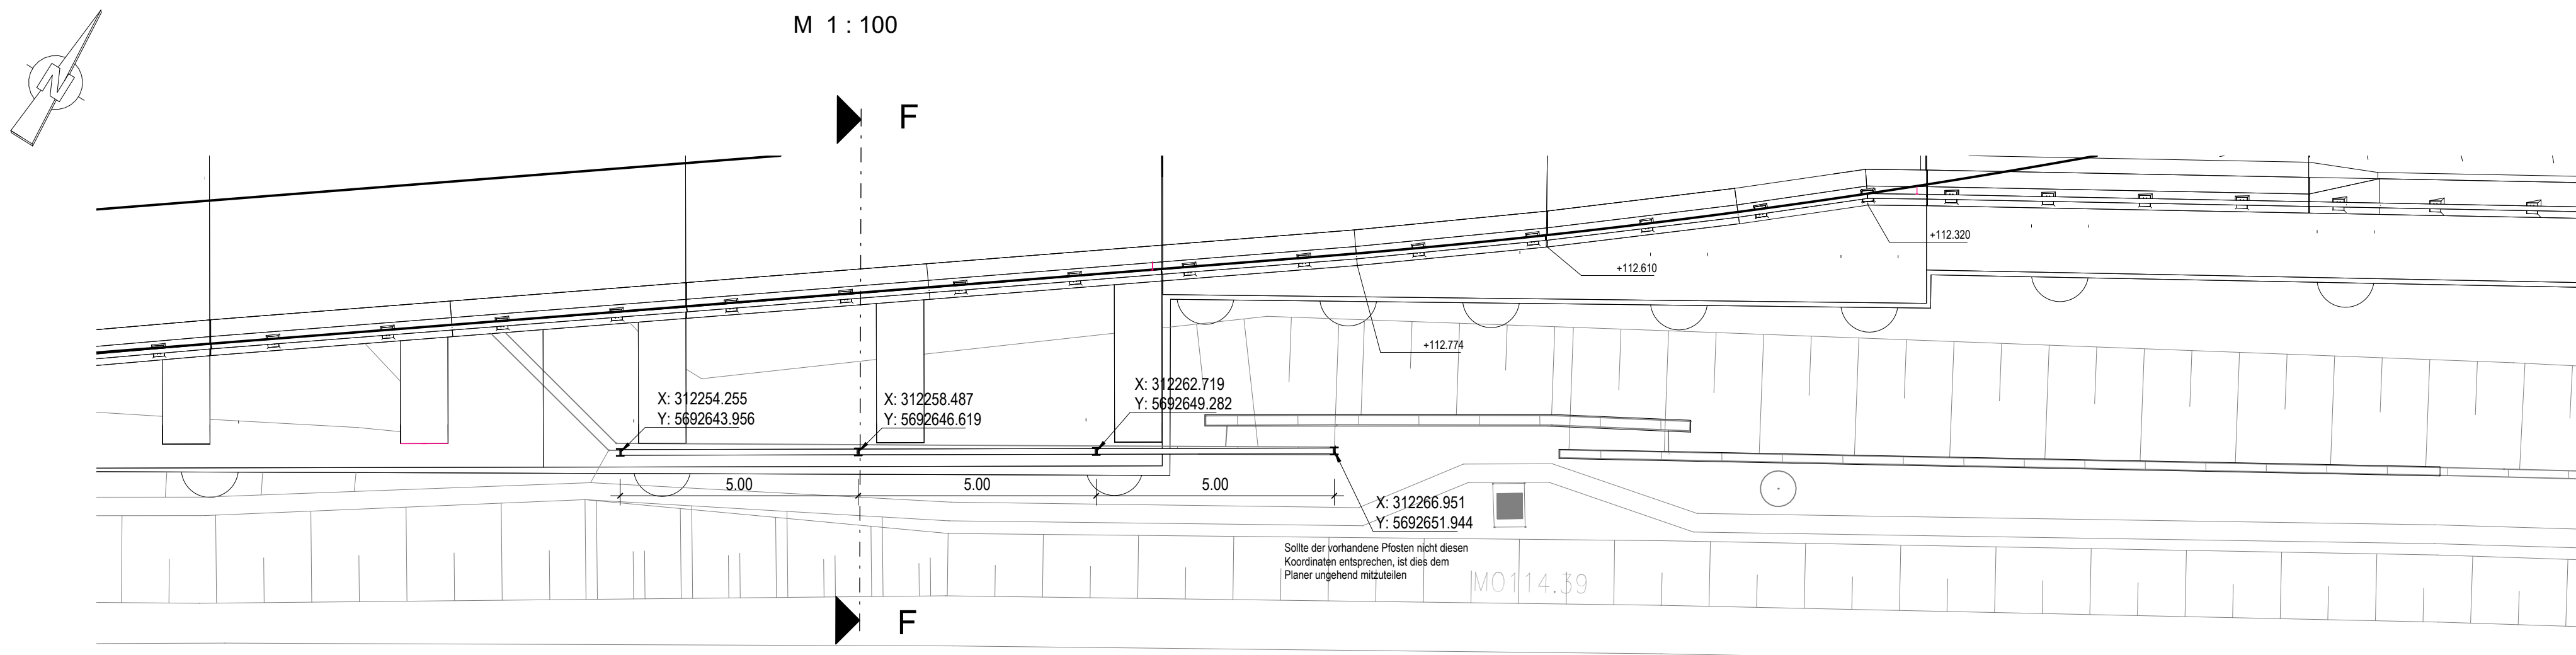 M 1 : 100
N
F
+112.320
+112.610
+112.774
X: 312254.255
Y: 5692643.956
X: 312258.487
Y: 5692646.619
X: 312262.719
Y: 5692649.282
5.00
5.00
5.00
X: 312266.951
Y: 5692651.944
Sollte der vorhandene Pfosten nicht diesen
Koordinaten entsprechen, ist dies dem
Planer ungehend mitzuteilen
M0114.39
F